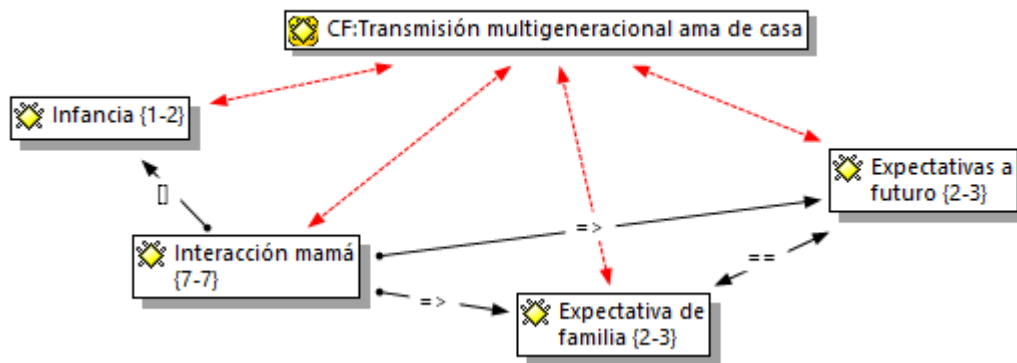 CF:Transmisión multigeneracional ama de casa
Infancia {1-2}
Expectativas a
futuro {2-3}
[]
=>
Interacción mamá
{7-7}
==
=>
Expectativa de
familia {2-3}